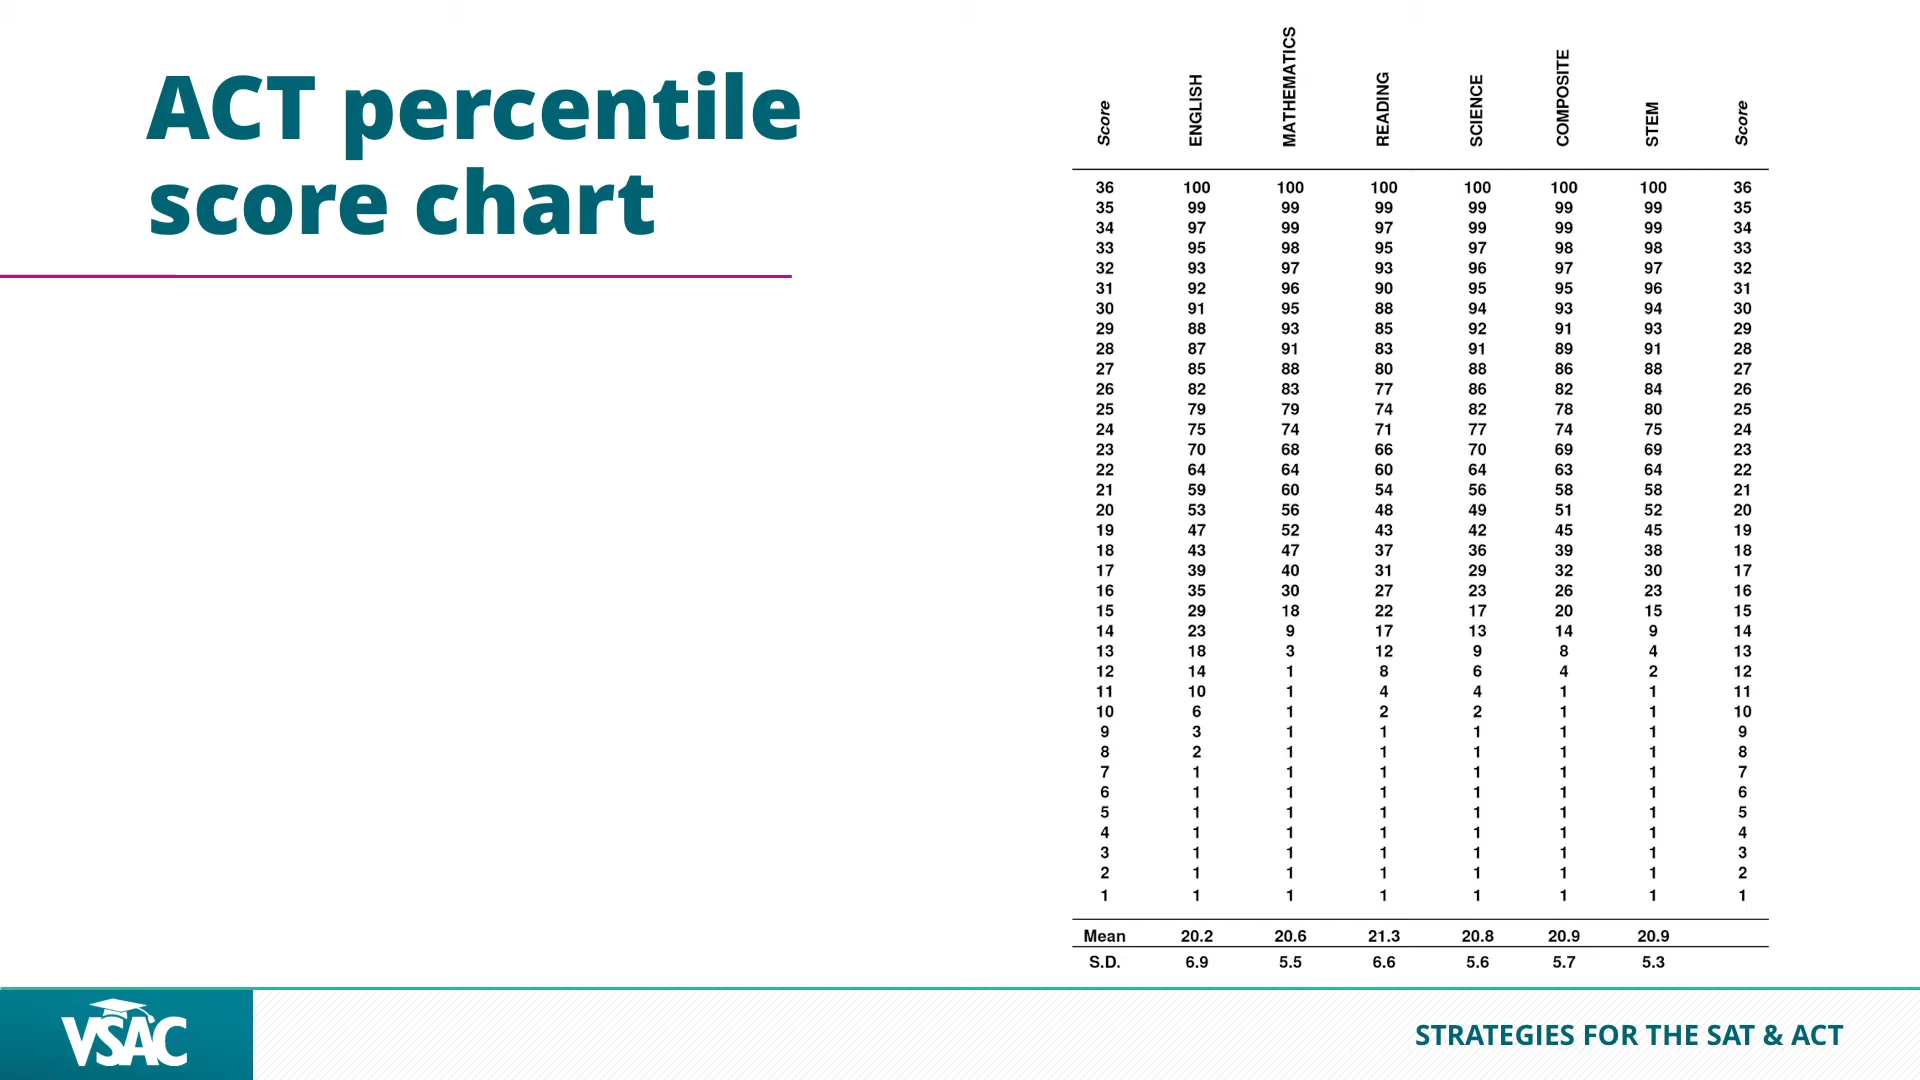 ACT percentile
score chart
Score ENGLISH MATHEMATICS READING SCIENCE COMPOSITE STEM Score
36 100 100 100 100 100 100 36
35 99 99 99 99 99 99 35
34 97 99 97 99 99 99 34
33 95 98 95 97 98 98 33
32 93 97 93 96 97 97 32
31 92 96 90 95 95 96 31
30 91 95 88 94 93 94 30
29 88 93 85 92 91 93 29
28 87 91 83 91 89 91 28
27 85 88 80 88 86 88 27
26 82 83 77 86 82 84 26
25 79 79 74 82 78 80 25
24 75 74 71 77 74 75 24
23 70 68 66 70 69 69 23
22 64 64 60 64 63 64 22
21 59 60 54 56 58 58 21
20 53 56 48 49 51 52 20
19 47 52 43 42 45 45 19
18 43 47 37 36 39 38 18
17 39 40 31 29 32 30 17
16 35 30 27 23 26 23 16
15 29 18 22 17 20 15 15
14 23 9 17 13 14 9 14
13 18 3 12 9 8 4 13
12 14 1 8 6 4 2 12
11 10 1 4 4 1 1 11
10 6 1 2 2 1 1 10
9 3 1 1 1 1 1 9
8 2 1 1 1 1 1 8
7 1 1 1 1 1 1 7
6 1 1 1 1 1 1 6
5 1 1 1 1 1 1 5
4 1 1 1 1 1 1 4
3 1 1 1 1 1 1 3
2 1 1 1 1 1 1 2
1 1 1 1 1 1 1 1
Mean 20.2 20.6 21.3 20.8 20.9 20.9
S.D. 6.9 5.5 6.6 5.6 5.7 5.3
VSAC
STRATEGIES FOR THE SAT & ACT